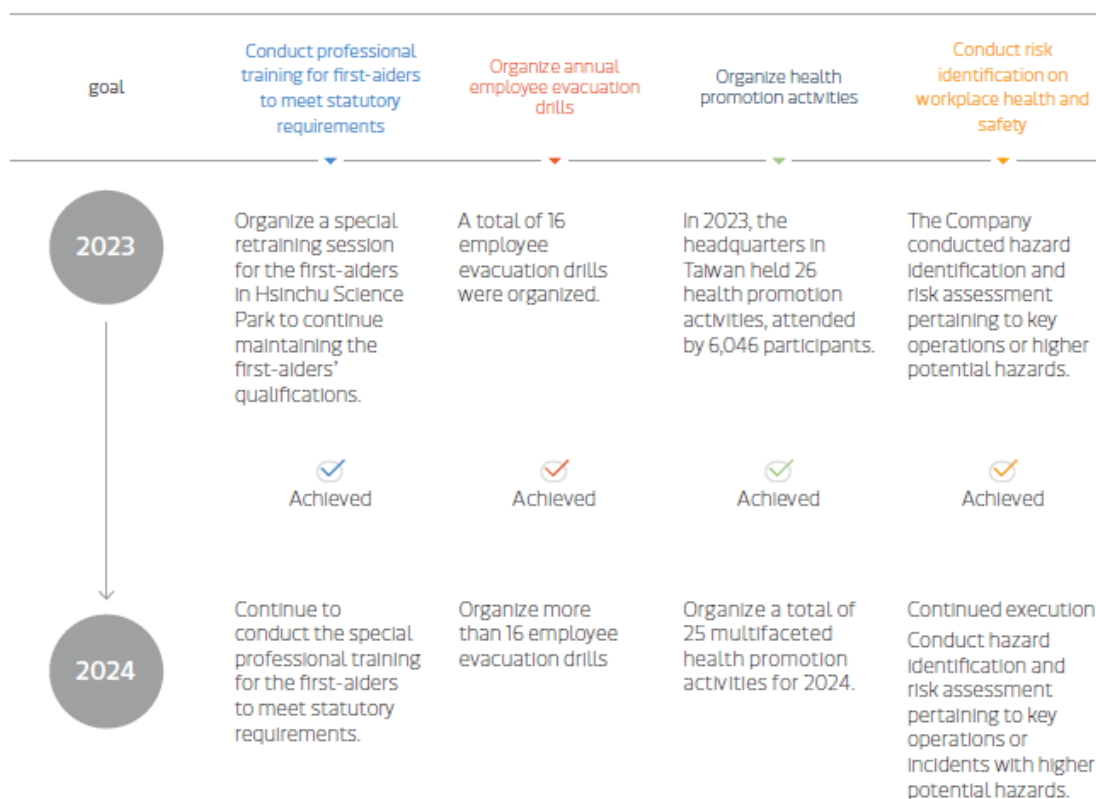 goal
Conduct professional
training for first-aiders
to meet statutory
requirements
Organize annual
employee evacuation
drills
Organize health
promotion activities
Conduct risk
identification on
workplace health and
safety
2023
Organize a special
retraining session
for the first-aiders
in Hsinchu Science
Park to continue
maintaining the
first-aiders'
qualifications.
A total of 16
employee
evacuation drills
were organized.
In 2023, the
headquarters in
Taiwan held 26
health promotion
activities, attended
by 6,046 participants.
The Company
conducted hazard
identification and
risk assessment
pertaining to key
operations or higher
potential hazards.
Achieved
Achieved
Achieved
Achieved
2024
Continue to
conduct the special
professional training
for the first-aiders
to meet statutory
requirements.
Organize more
than 16 employee
evacuation drills
Organize a total of
25 multifaceted
health promotion
activities for 2024.
Continued execution
Conduct hazard
identification and
risk assessment
pertaining to key
operations or
incidents with higher
potential hazards.